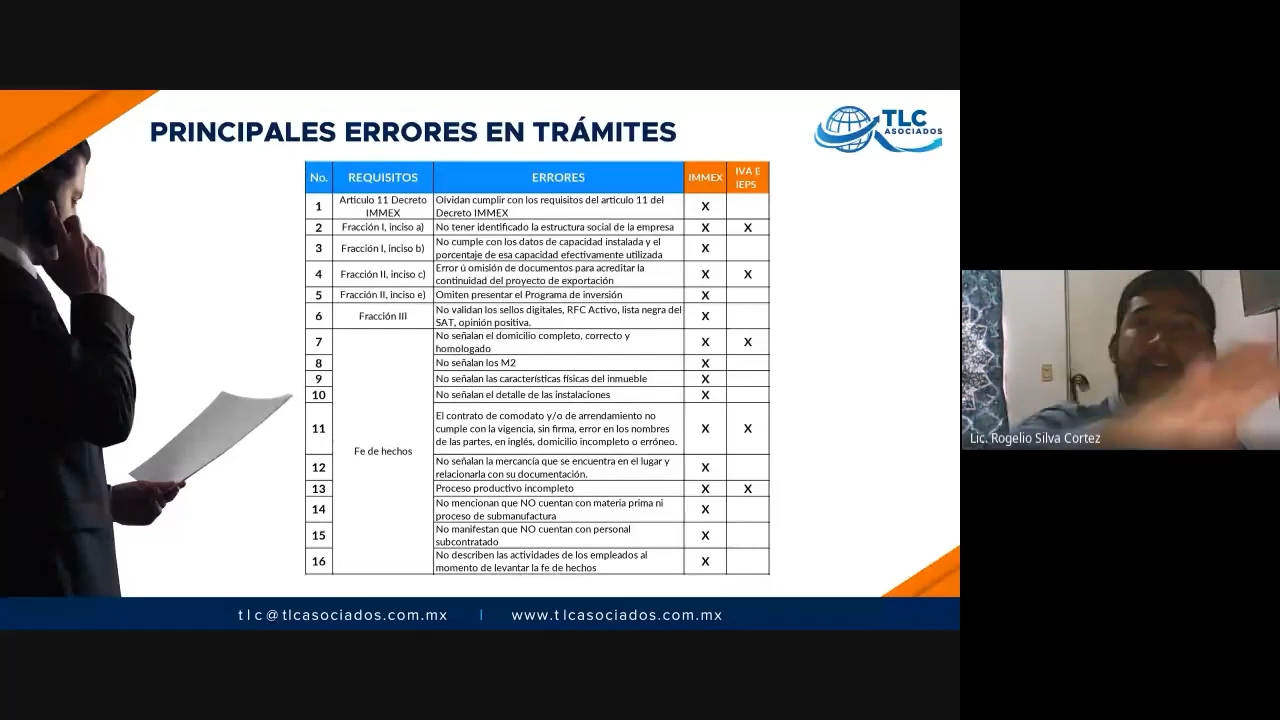 PRINCIPALES ERRORES EN TRÁMITES
TLC
ASOCIADOS
No. REQUISITOS ERRORES IMMEX IVA E IEPS
1 Artículo 11 Decreto IMMEX Olvidan cumplir con los requisitos del artículo 11 del Decreto IMMEX X
2 Fracción I, inciso a) No tener identificado la estructura social de la empresa X X
3 Fracción I, inciso b) No cumple con los datos de capacidad instalada y el porcentaje de esa capacidad efectivamente utilizada X
4 Fracción II, inciso c) Error ú omisión de documentos para acreditar la continuidad del proyecto de exportación X X
5 Fracción II, inciso e) Omiten presentar el Programa de inversión X
6 Fracción III No validan los sellos digitales, RFC Activo, lista negra del SAT, opinión positiva. X
7 Fe de hechos No señalan el domicilio completo, correcto y homologado X X
8 No señalan los M2 X
9 No señalan las características físicas del inmueble X
10 No señalan el detalle de las instalaciones X
11 El contrato de comodato y/o de arrendamiento no cumple con la vigencia, sin firma, error en los nombres de las partes, en inglés, domicilio incompleto o erróneo. X X
12 No señalan la mercancía que se encuentra en el lugar y relacionarla con su documentación. X
13 Proceso productivo incompleto X X
14 No mencionan que NO cuentan con materia prima ni proceso de submanufactura X
15 No manifestan que NO cuentan con personal subcontratado X
16 No describen las actividades de los empleados al momento de levantar la fe de hechos X
tlc@tlcasociados.com.mx | www.tlcasociados.com.mx
Lic. Rogelio Silva Cortez